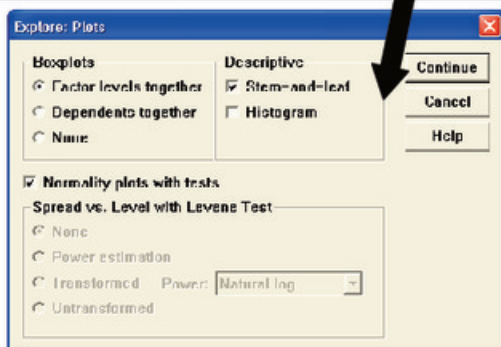 Explore: Plots
Boxplots
Factor levels together
Dependents together
None
Descriptive
Stem-and-leaf
Histogram
Continue
Cancel
Help
Normality plots with tests
Spread vs. Level with Levene Test
None
Power estimation
Transformed Power: Natural log
Untransformed